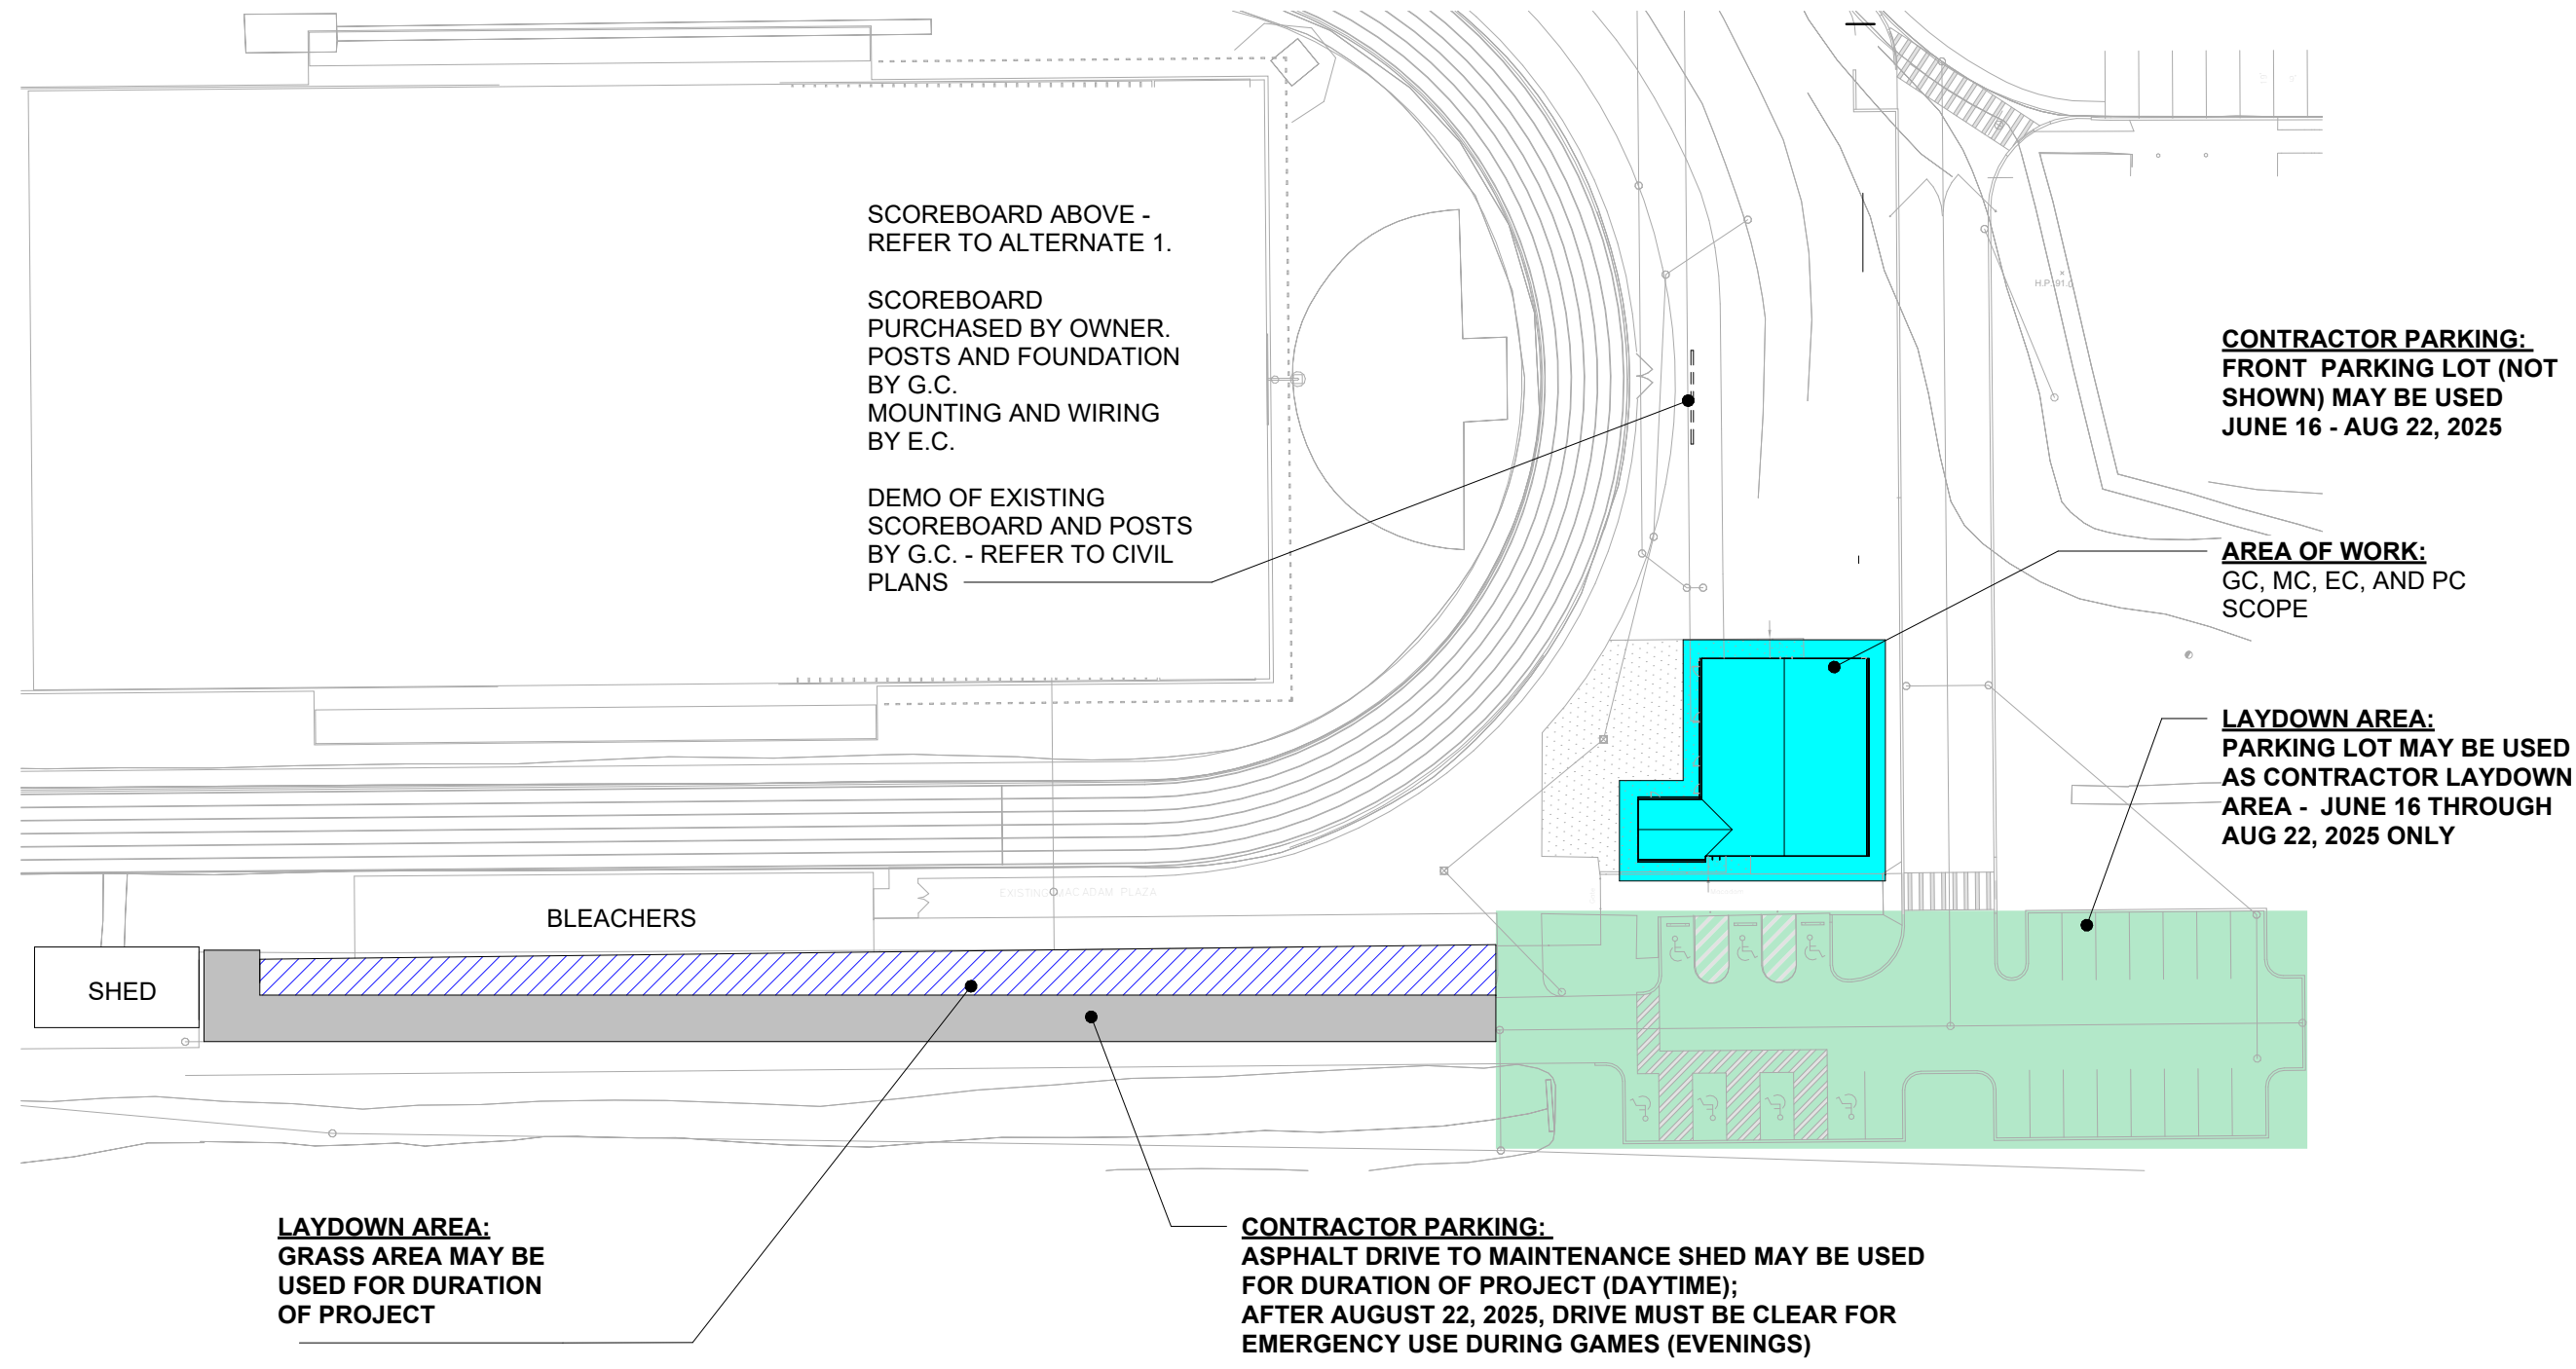 SCOREBOARD ABOVE -
REFER TO ALTERNATE 1.
SCOREBOARD
PURCHASED BY OWNER.
POSTS AND FOUNDATION
BY G.C.
MOUNTING AND WIRING
BY E.C.
DEMO OF EXISTING
SCOREBOARD AND POSTS
BY G.C. - REFER TO CIVIL
PLANS
CONTRACTOR PARKING:
FRONT PARKING LOT (NOT
SHOWN) MAY BE USED
JUNE 16 - AUG 22, 2025
AREA OF WORK:
GC, MC, EC, AND PC
SCOPE
LAYDOWN AREA:
PARKING LOT MAY BE USED
AS CONTRACTOR LAYDOWN
AREA - JUNE 16 THROUGH
AUG 22, 2025 ONLY
EXISTING MACADAM PLAZA
BLEACHERS
SHED
LAYDOWN AREA:
GRASS AREA MAY BE
USED FOR DURATION
OF PROJECT
CONTRACTOR PARKING:
ASPHALT DRIVE TO MAINTENANCE SHED MAY BE USED
FOR DURATION OF PROJECT (DAYTIME);
AFTER AUGUST 22, 2025, DRIVE MUST BE CLEAR FOR
EMERGENCY USE DURING GAMES (EVENINGS)